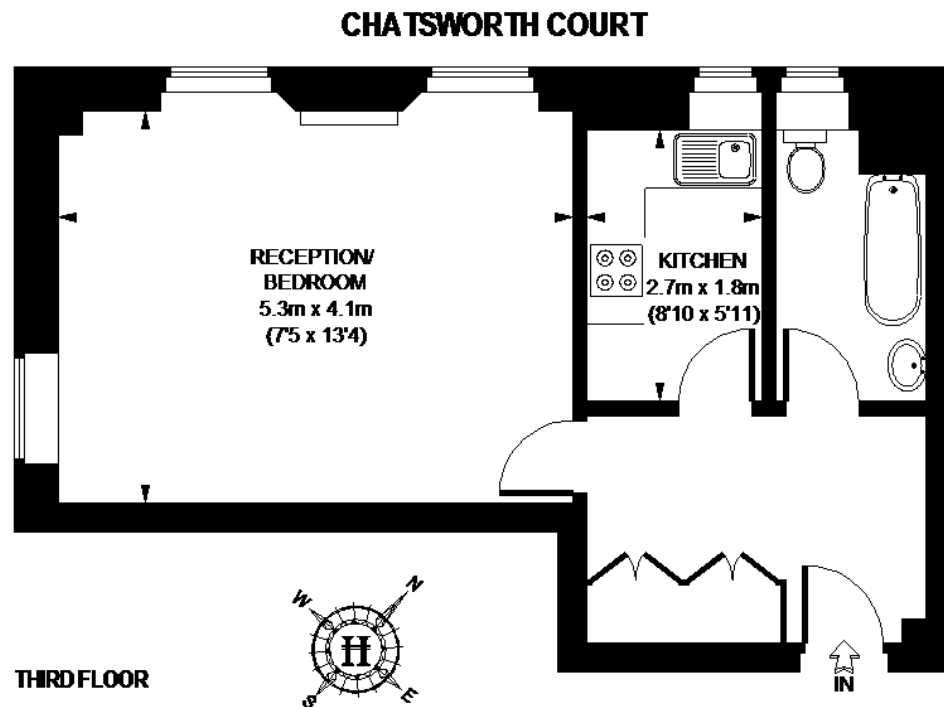 CHATSWORTH COURT
RECEPTION/
BEDROOM
5.3m x 4.1m
(7'5 x 13'4)
KITCHEN
2.7m x 1.8m
(8'10 x 5'11)
W
N
H
S
E
THIRD FLOOR
IN